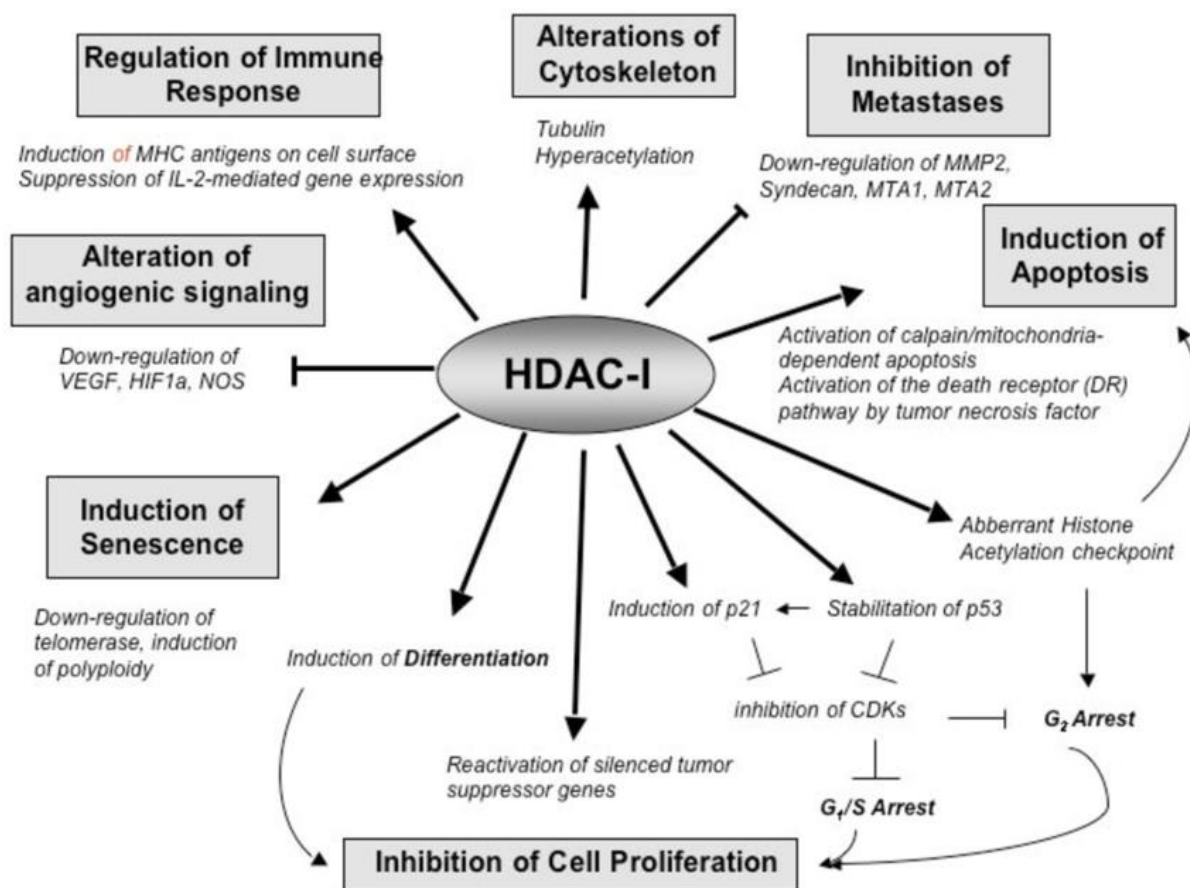 Regulation of Immune
Response
Induction of MHC antigens on cell surface
Suppression of IL-2-mediated gene expression
Alterations of
Cytoskeleton
Tubulin
Hyperacetylation
Inhibition of
Metastases
Down-regulation of MMP2,
Syndecan, MTA1, MTA2
Alteration of
angiogenic signaling
Down-regulation of
VEGF, HIF1a, NOS
HDAC-I
Induction of
Apoptosis
Activation of calpain/mitochondria-
dependent apoptosis
Activation of the death receptor (DR)
pathway by tumor necrosis factor
Induction of
Senescence
Down-regulation of
telomerase, induction
of polyploidy
Abberrant Histone
Acetylation checkpoint
Induction of p21
Stabilitation of p53
Induction of Differentiation
inhibition of CDKs
G₂ Arrest
Reactivation of silenced tumor
suppressor genes
G₁/S Arrest
Inhibition of Cell Proliferation